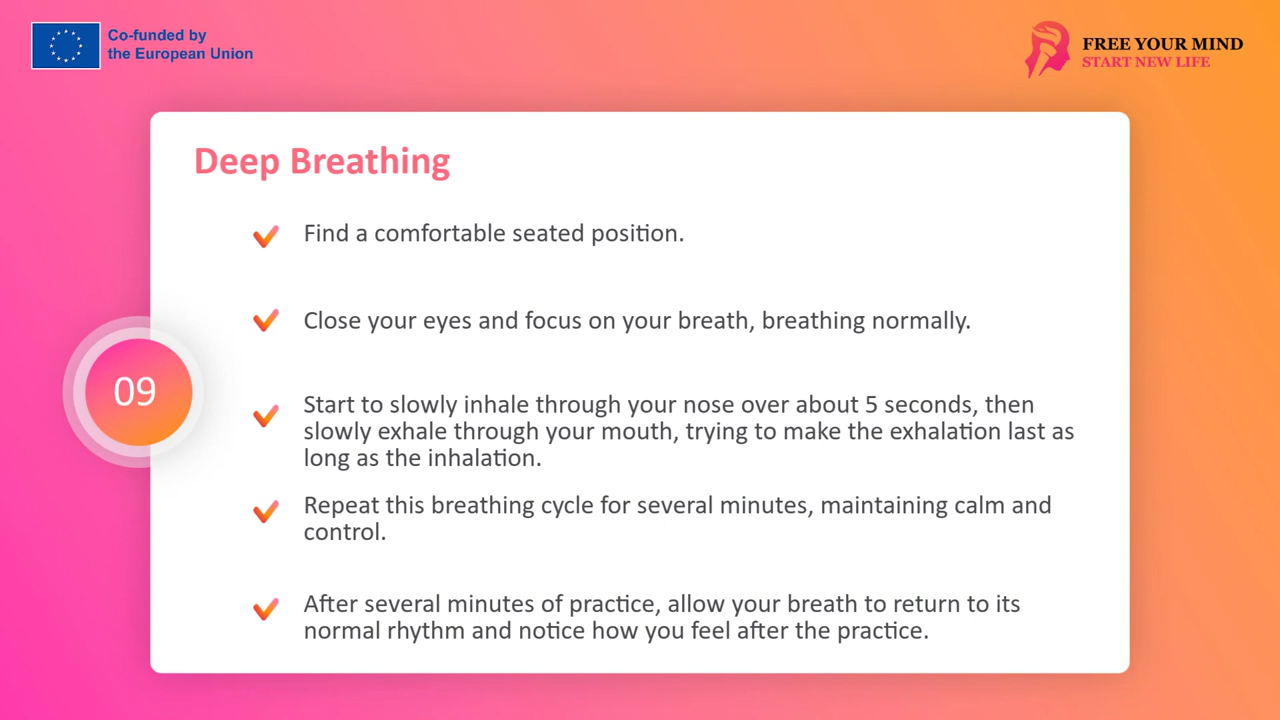 Co-funded by
the European Union
FREE YOUR MIND
START NEW LIFE
Deep Breathing
Find a comfortable seated position.
Close your eyes and focus on your breath, breathing normally.
09
Start to slowly inhale through your nose over about 5 seconds, then
slowly exhale through your mouth, trying to make the exhalation last as
long as the inhalation.
Repeat this breathing cycle for several minutes, maintaining calm and
control.
After several minutes of practice, allow your breath to return to its
normal rhythm and notice how you feel after the practice.